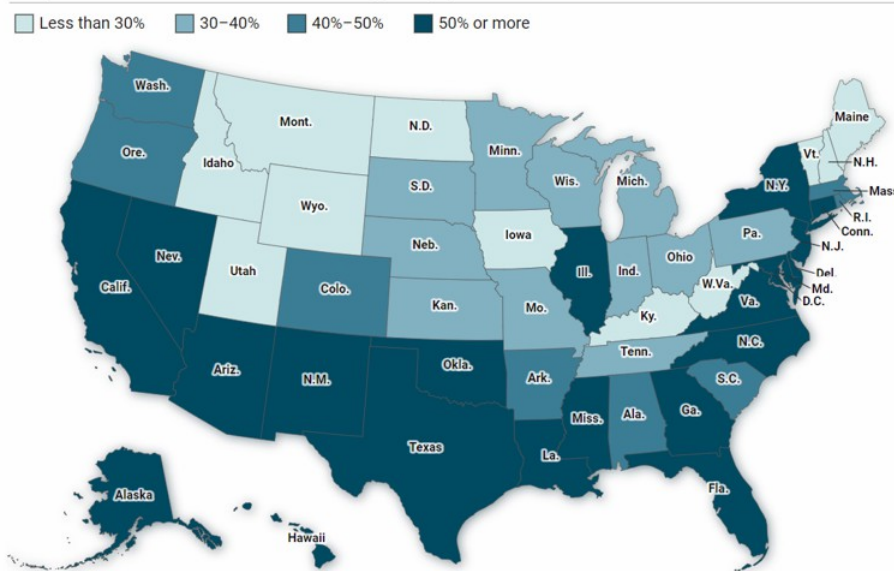 Less than 30% 30–40% 40%–50% 50% or more
Wash.
Mont.
N.D.
Minn.
Maine
Ore.
Idaho
Vt.
N.H.
S.D.
Wis.
Mich.
N.Y.
Mass
Wyo.
R.I.
Conn.
Iowa
Pa.
Neb.
N.J.
Nev.
Utah
Ill.
Ind.
Ohio
Del.
Calif.
Colo.
W.Va.
Md.
D.C.
Kan.
Mo.
Ky.
Va.
N.C.
Tenn.
Okla.
Ariz.
N.M.
Ark.
S.C.
Miss.
Ala.
Ga.
Texas
La.
Fla.
Alaska
Hawaii